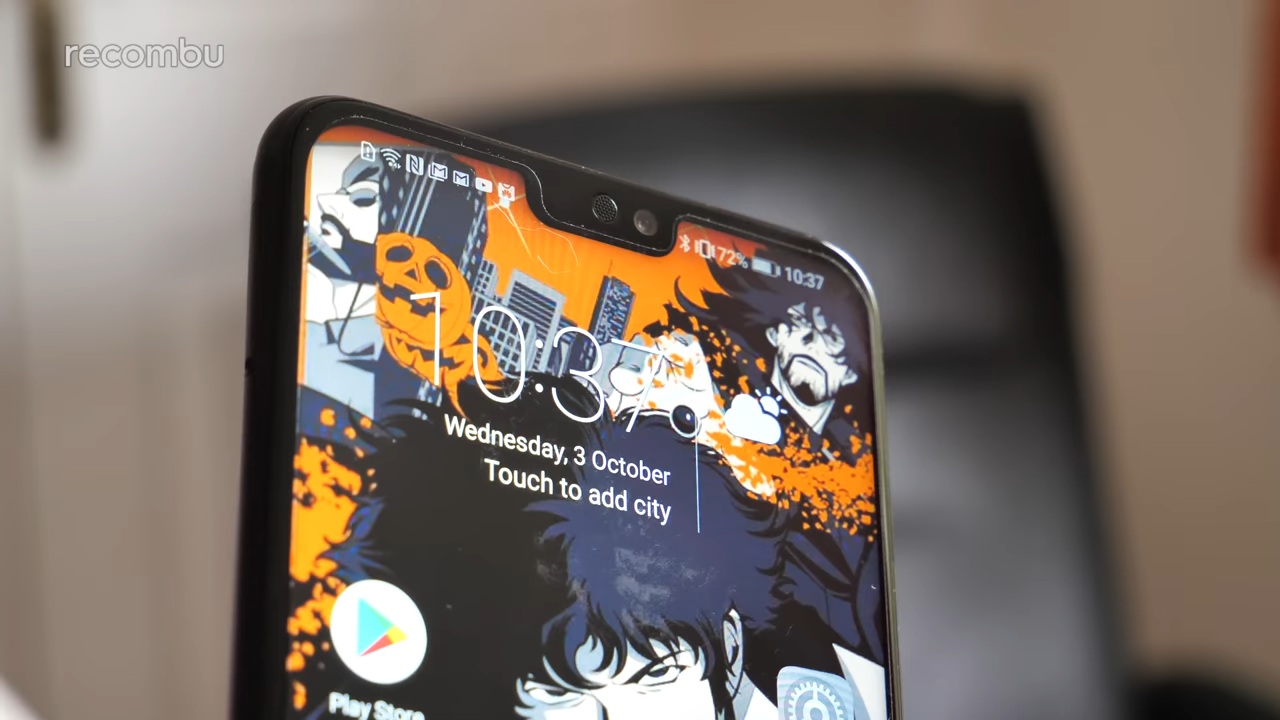 recombu
72% 10:37
10:37
Wednesday, 3 October
Touch to add city
Play Store